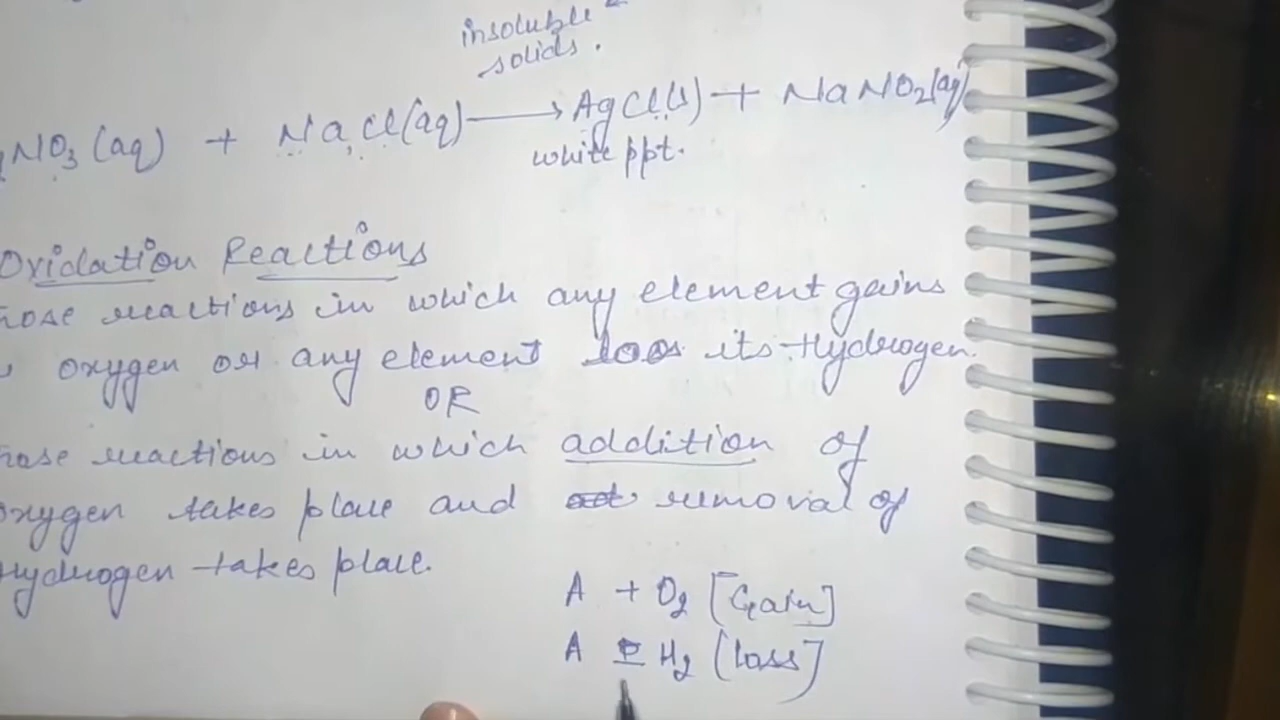 insoluble
solids.
NO3 (aq) + NaCl(aq) ⟶ AgCl(s) + NaNO2(aq)
white ppt.
Oxidation Reactions
hose reactions in which any element gains
oxygen or any element loos its Hydrogen.
OR
hose reactions in which addition of
oxygen takes place and removal of
Hydrogen takes place.
A + O2 [Gain]
A - H2 [loss]